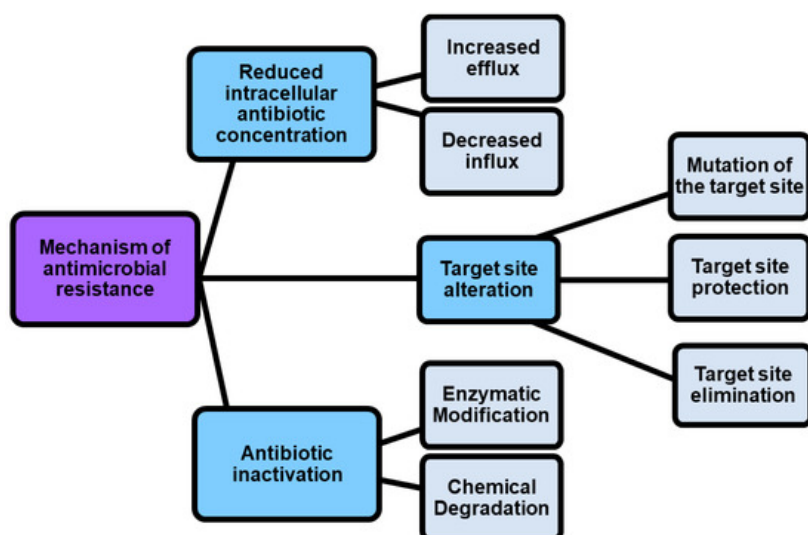 Mechanism of
antimicrobial
resistance
Reduced
intracellular
antibiotic
concentration
Increased
efflux
Decreased
influx
Target site
alteration
Mutation of
the target site
Target site
protection
Target site
elimination
Antibiotic
inactivation
Enzymatic
Modification
Chemical
Degradation